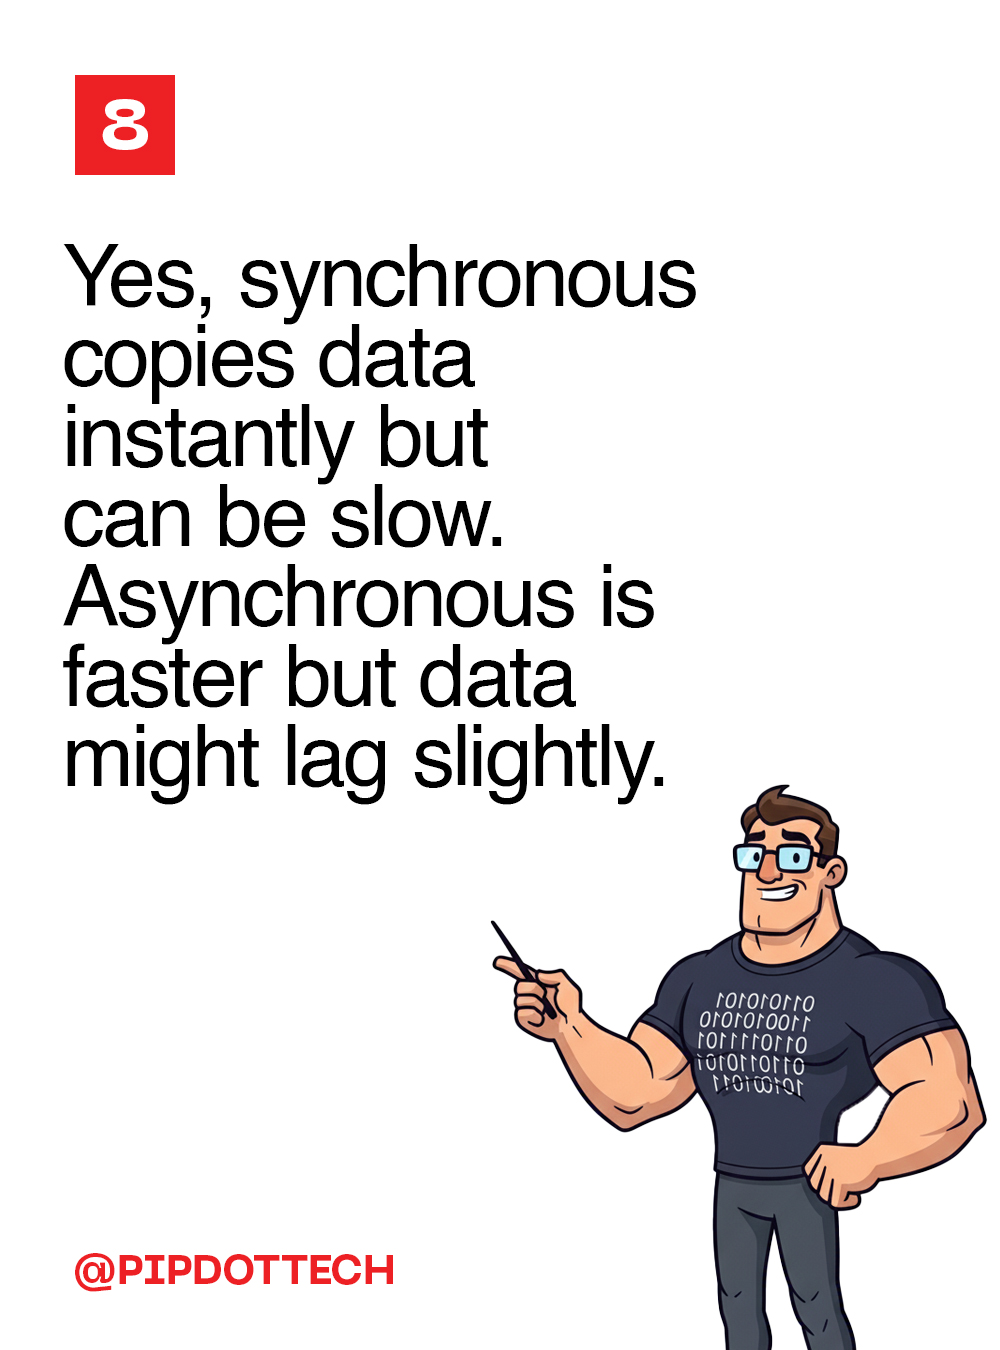 8
Yes, synchronous
copies data
instantly but
can be slow.
Asynchronous is
faster but data
might lag slightly.
@PIPDOTTECH